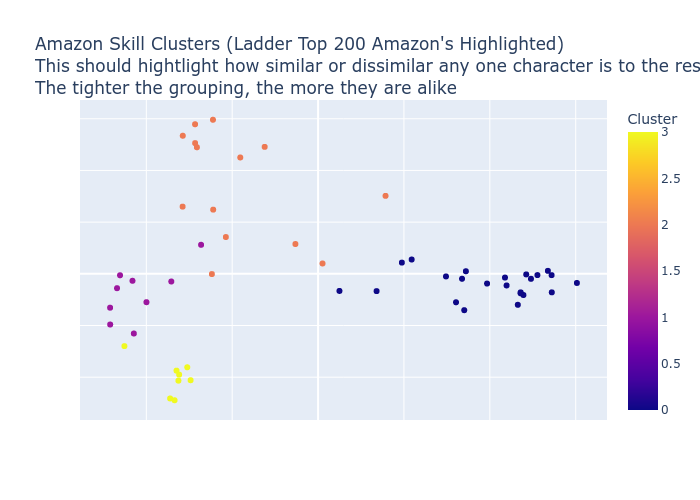 Amazon Skill Clusters (Ladder Top 200 Amazon's Highlighted)
This should hightlight how similar or dissimilar any one character is to the res
The tighter the grouping, the more they are alike
Cluster
3
2.5
2
1.5
1
0.5
0